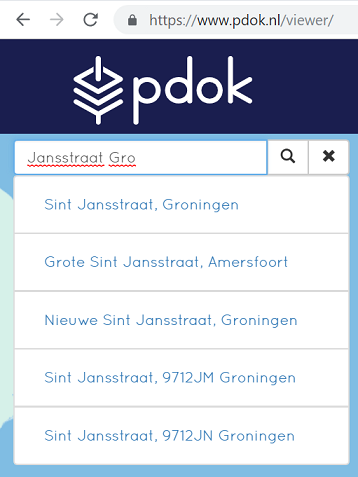 https://www.pdok.nl/viewer/
pdok
Jansstraat Gro
Sint Jansstraat, Groningen
Grote Sint Jansstraat, Amersfoort
Nieuwe Sint Jansstraat, Groningen
Sint Jansstraat, 9712JM Groningen
Sint Jansstraat, 9712JN Groningen